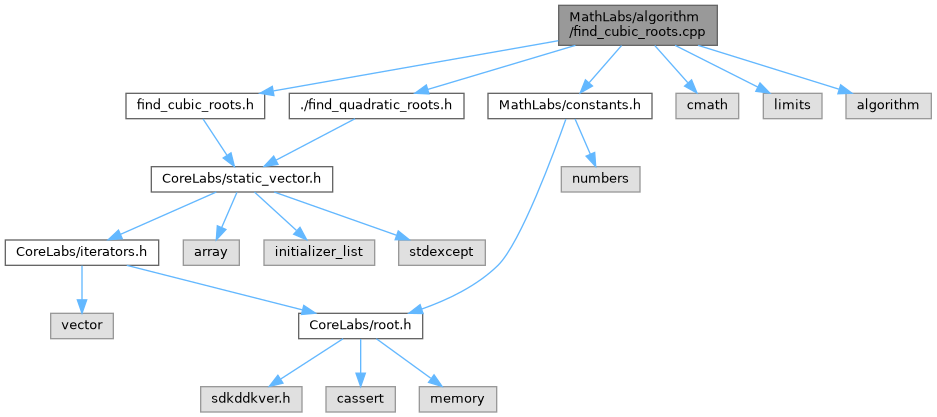 MathLabs/algorithm
/find_cubic_roots.cpp
find_cubic_roots.h
./find_quadratic_roots.h
MathLabs/constants.h
cmath
limits
algorithm
CoreLabs/static_vector.h
numbers
CoreLabs/iterators.h
array
initializer_list
stdexcept
vector
CoreLabs/root.h
sdkddkver.h
cassert
memory